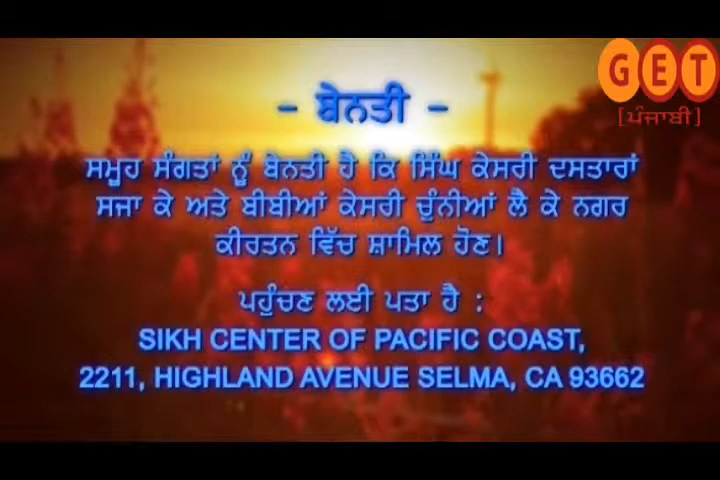 GET
[ਪੰਜਾਬੀ]
- ਬੇਨਤੀ -
ਸਮੂਹ ਸੰਗਤਾਂ ਨੂੰ ਬੇਨਤੀ ਹੈ ਕਿ ਸਿੰਘ ਕੇਸਰੀ ਦਸਤਾਰਾਂ
ਸਜਾ ਕੇ ਅਤੇ ਬੀਬੀਆਂ ਕੇਸਰੀ ਚੁੰਨੀਆਂ ਲੈ ਕੇ ਨਗਰ
ਕੀਰਤਨ ਵਿੱਚ ਸ਼ਾਮਿਲ ਹੋਣ।
ਪਹੁੰਚਣ ਲਈ ਪਤਾ ਹੈ :
SIKH CENTER OF PACIFIC COAST,
2211, HIGHLAND AVENUE SELMA, CA 93662